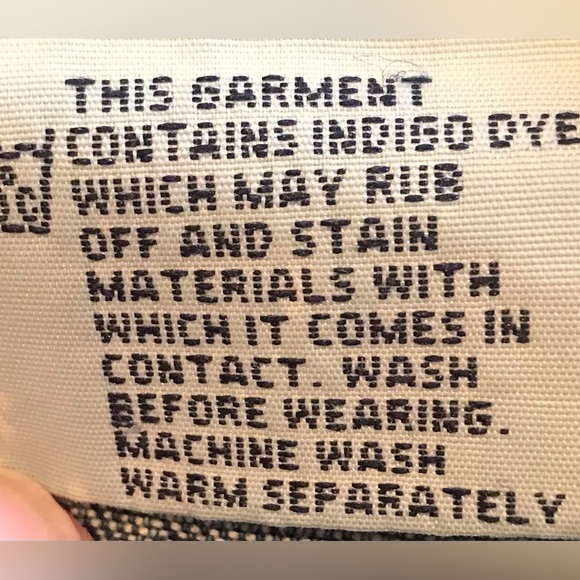 THIS GARMENT
CONTAINS INDIGO DYE
WHICH MAY RUB
OFF AND STAIN
MATERIALS WITH
WHICH IT COMES IN
CONTACT. WASH
BEFORE WEARING.
MACHINE WASH
WARM SEPARATELY